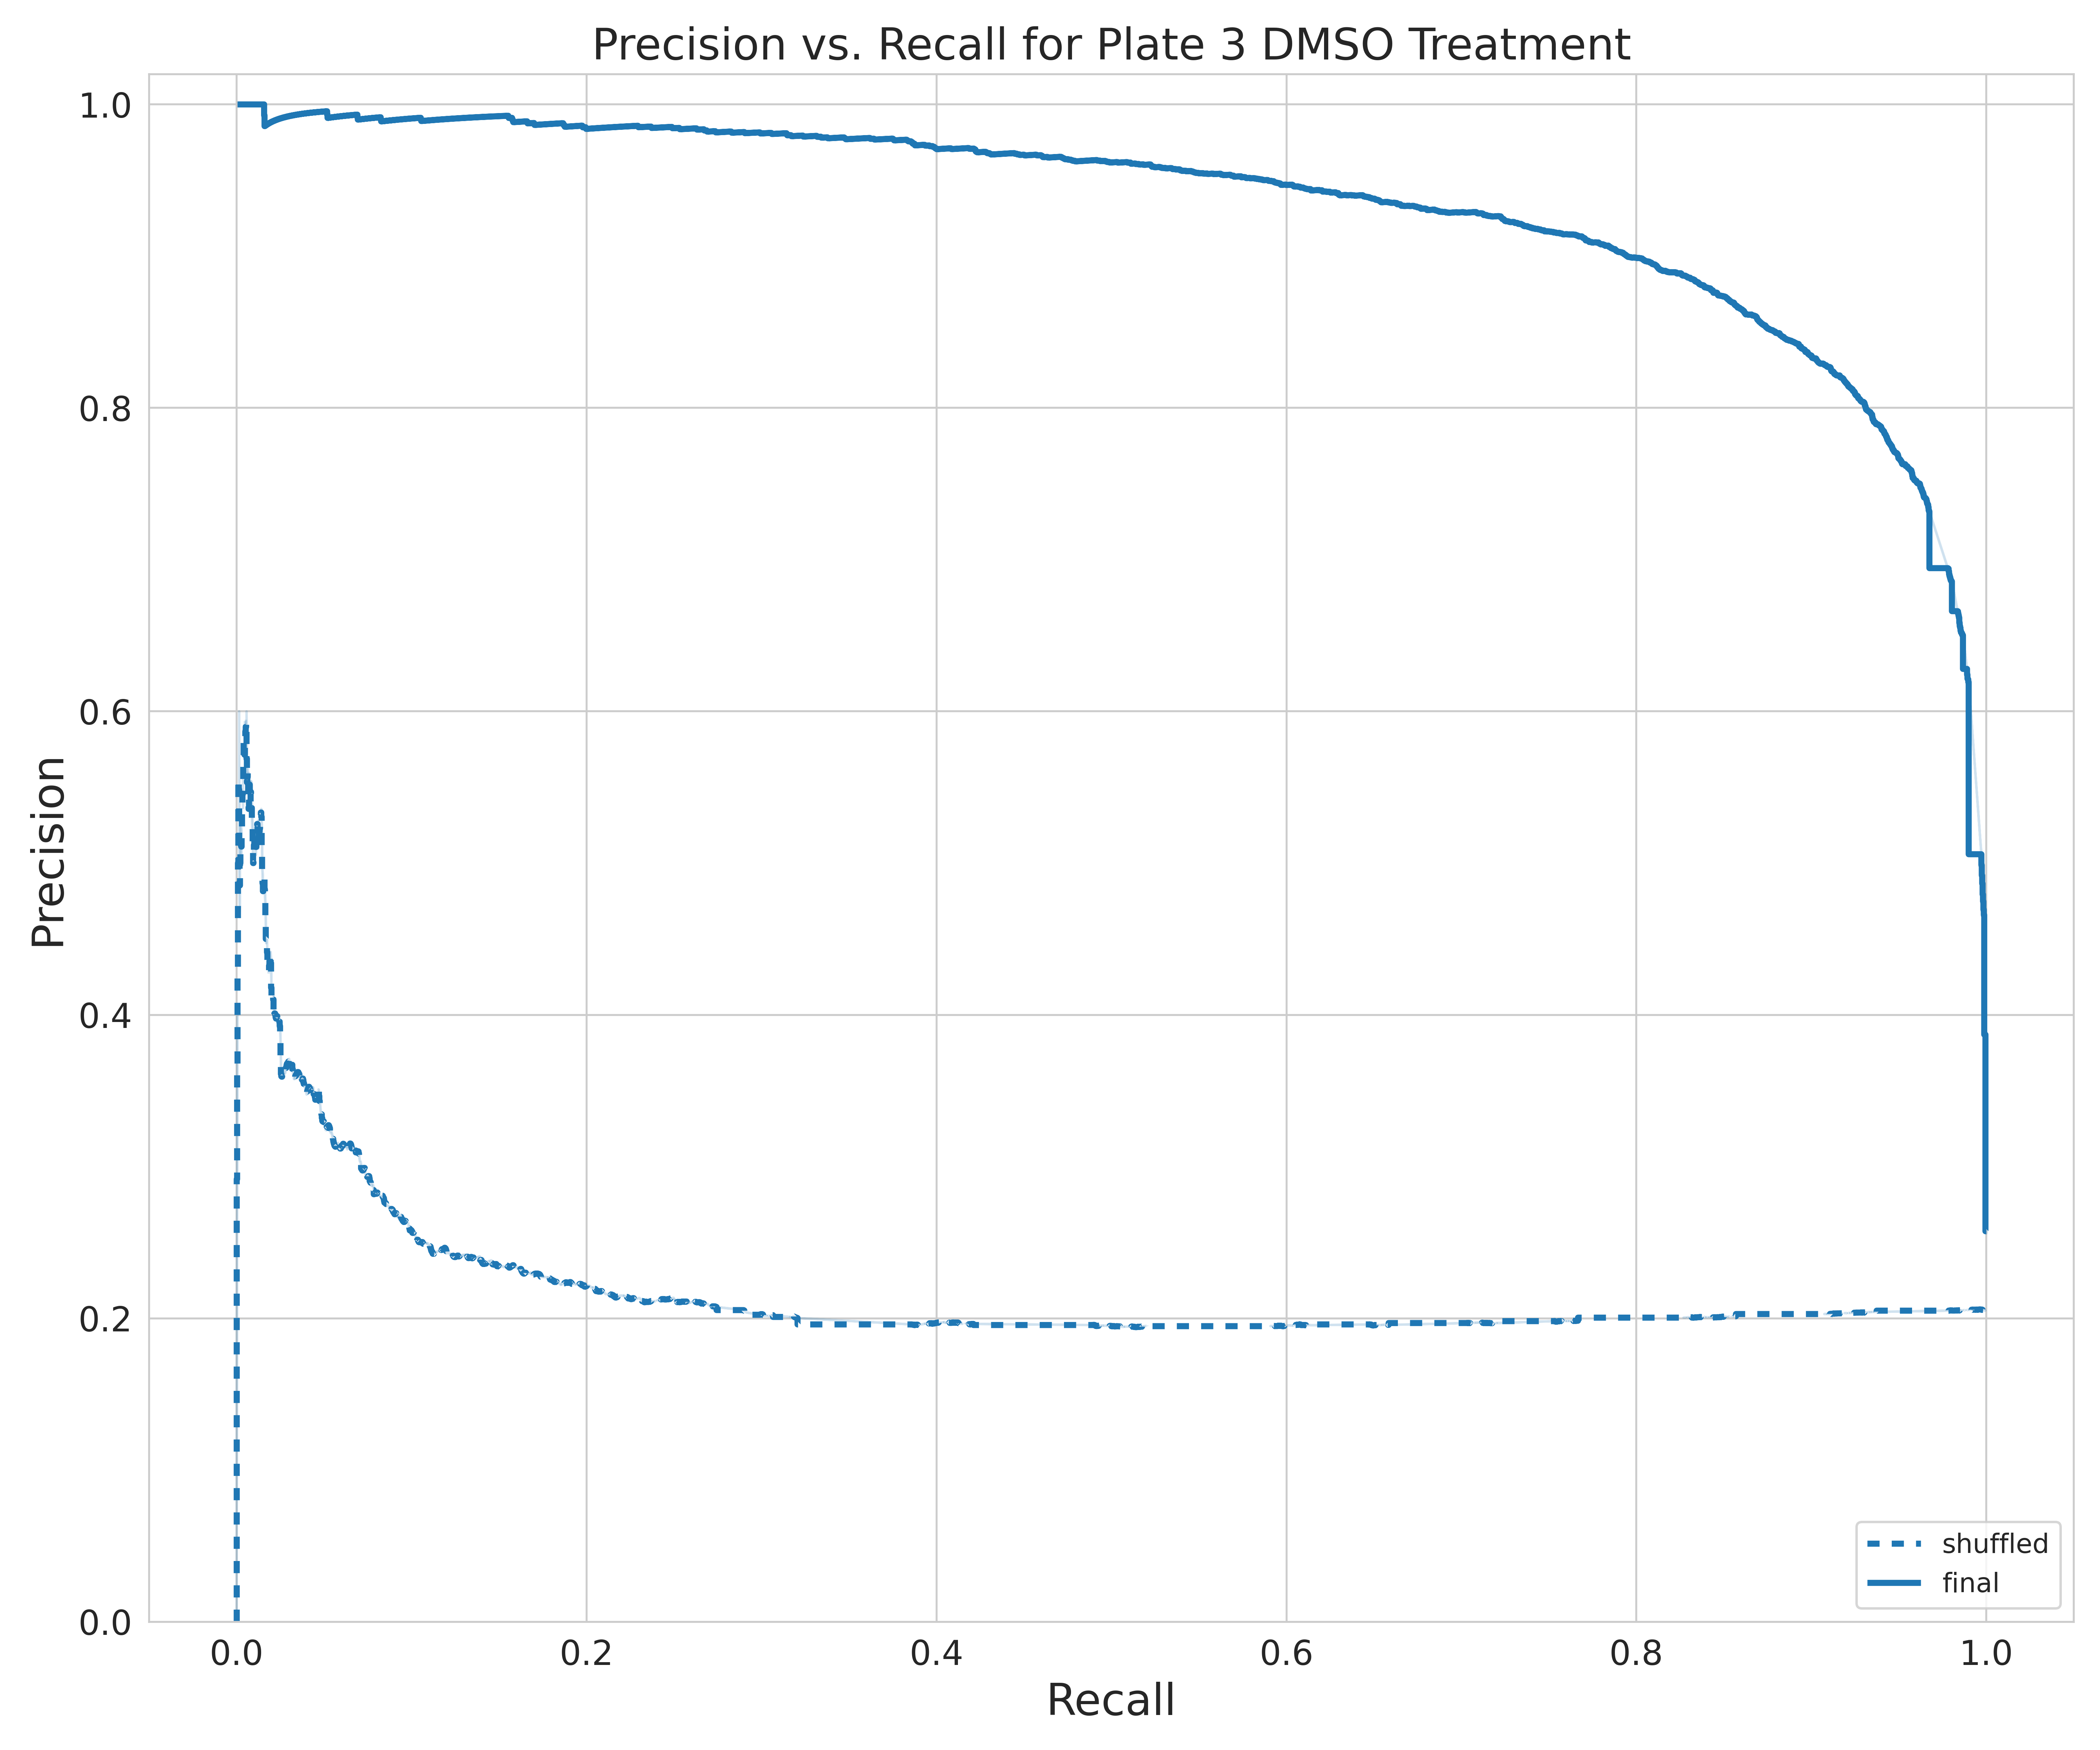 Precision vs. Recall for Plate 3 DMSO Treatment
1.0
0.8
0.6
0.4
0.2
0.0
Precision
0.0 0.2 0.4 0.6 0.8 1.0
Recall
shuffled
final